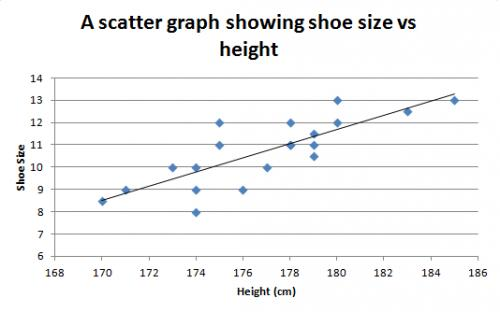 A scatter graph showing shoe size vs
height
14
13
12
11
10
9
8
7
6
Shoe Size
168 170 172 174 176 178 180 182 184 186
Height (cm)